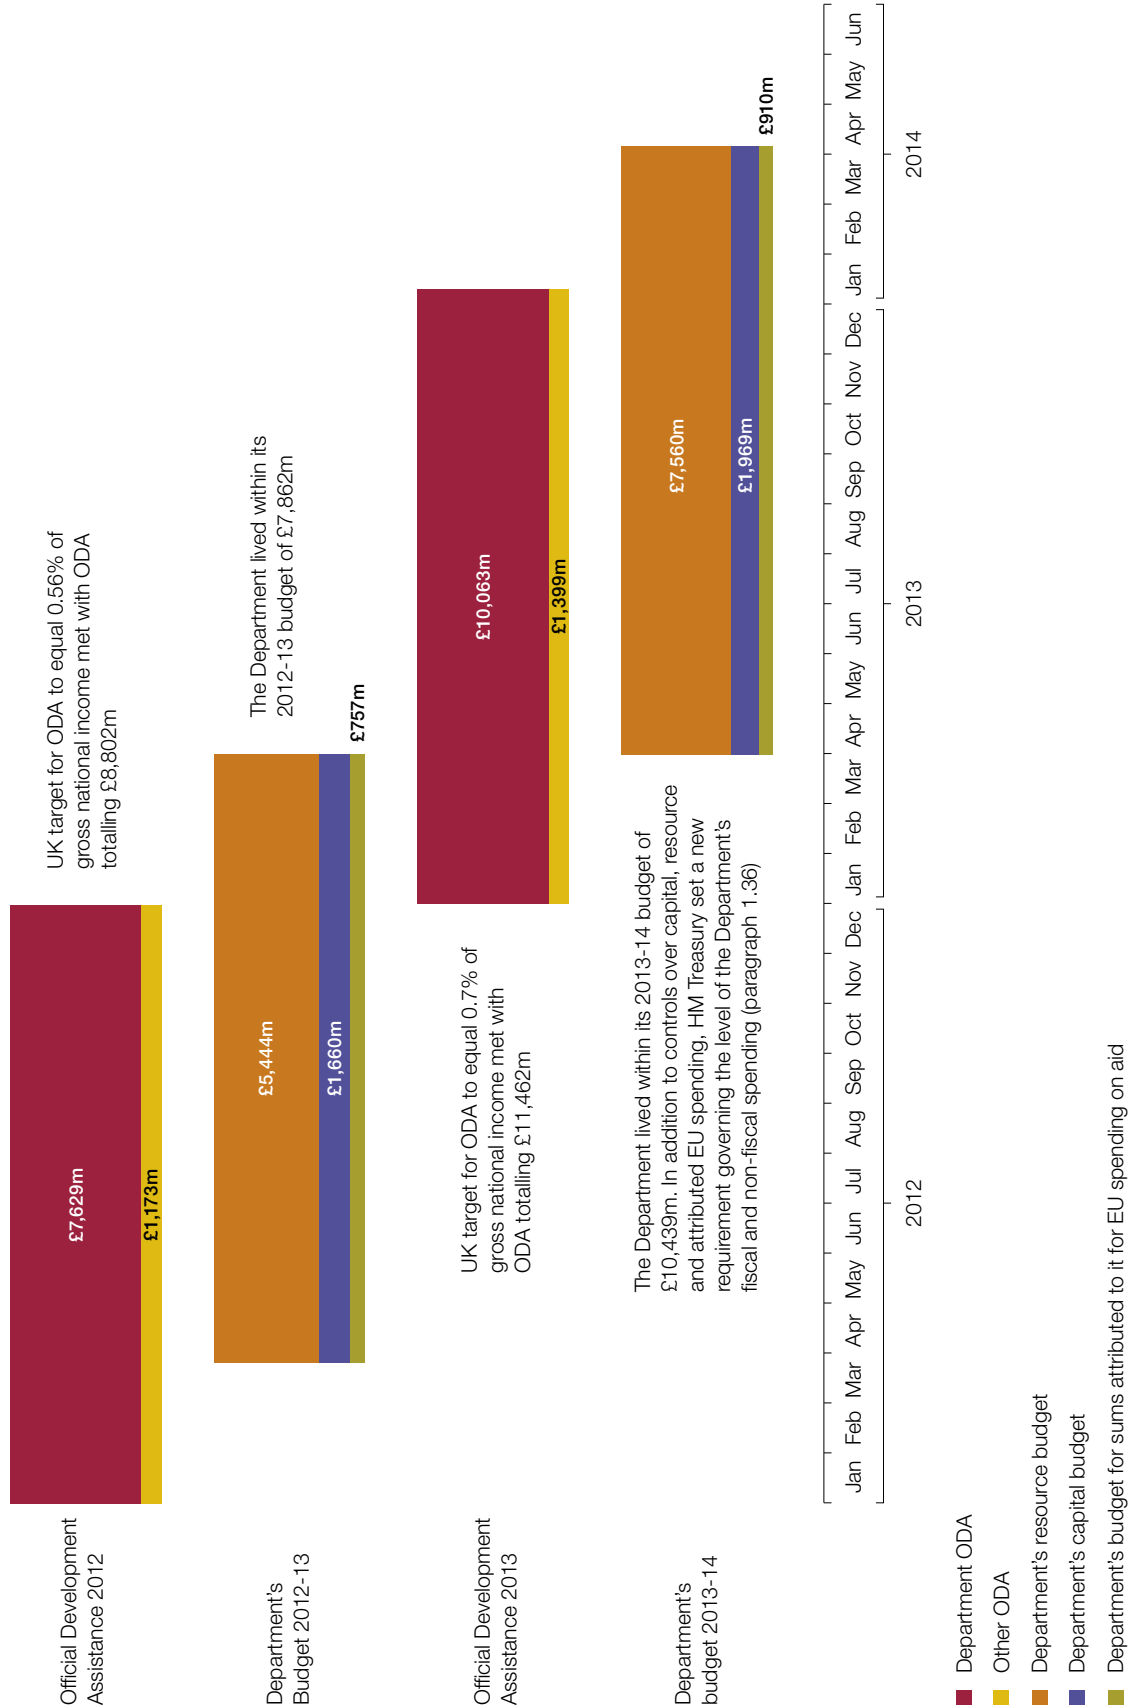 Official Development
Assistance 2012
£7,629m
£1,173m
UK target for ODA to equal 0.56% of
gross national income met with ODA
totalling £8,802m
Department's
Budget 2012-13
£5,444m
£1,660m
£757m
The Department lived within its
2012-13 budget of £7,862m
Official Development
Assistance 2013
UK target for ODA to equal 0.7% of
gross national income met with
ODA totalling £11,462m
£10,063m
£1,399m
Department's
budget 2013-14
The Department lived within its 2013-14 budget of
£10,439m. In addition to controls over capital, resource
and attributed EU spending, HM Treasury set a new
requirement governing the level of the Department's
fiscal and non-fiscal spending (paragraph 1.36)
£7,560m
£1,969m
£910m
Jan Feb Mar Apr May Jun Jul Aug Sep Oct Nov Dec Jan Feb Mar Apr May Jun Jul Aug Sep Oct Nov Dec Jan Feb Mar Apr May Jun
2012 2013 2014
Department ODA
Other ODA
Department's resource budget
Department's capital budget
Department's budget for sums attributed to it for EU spending on aid